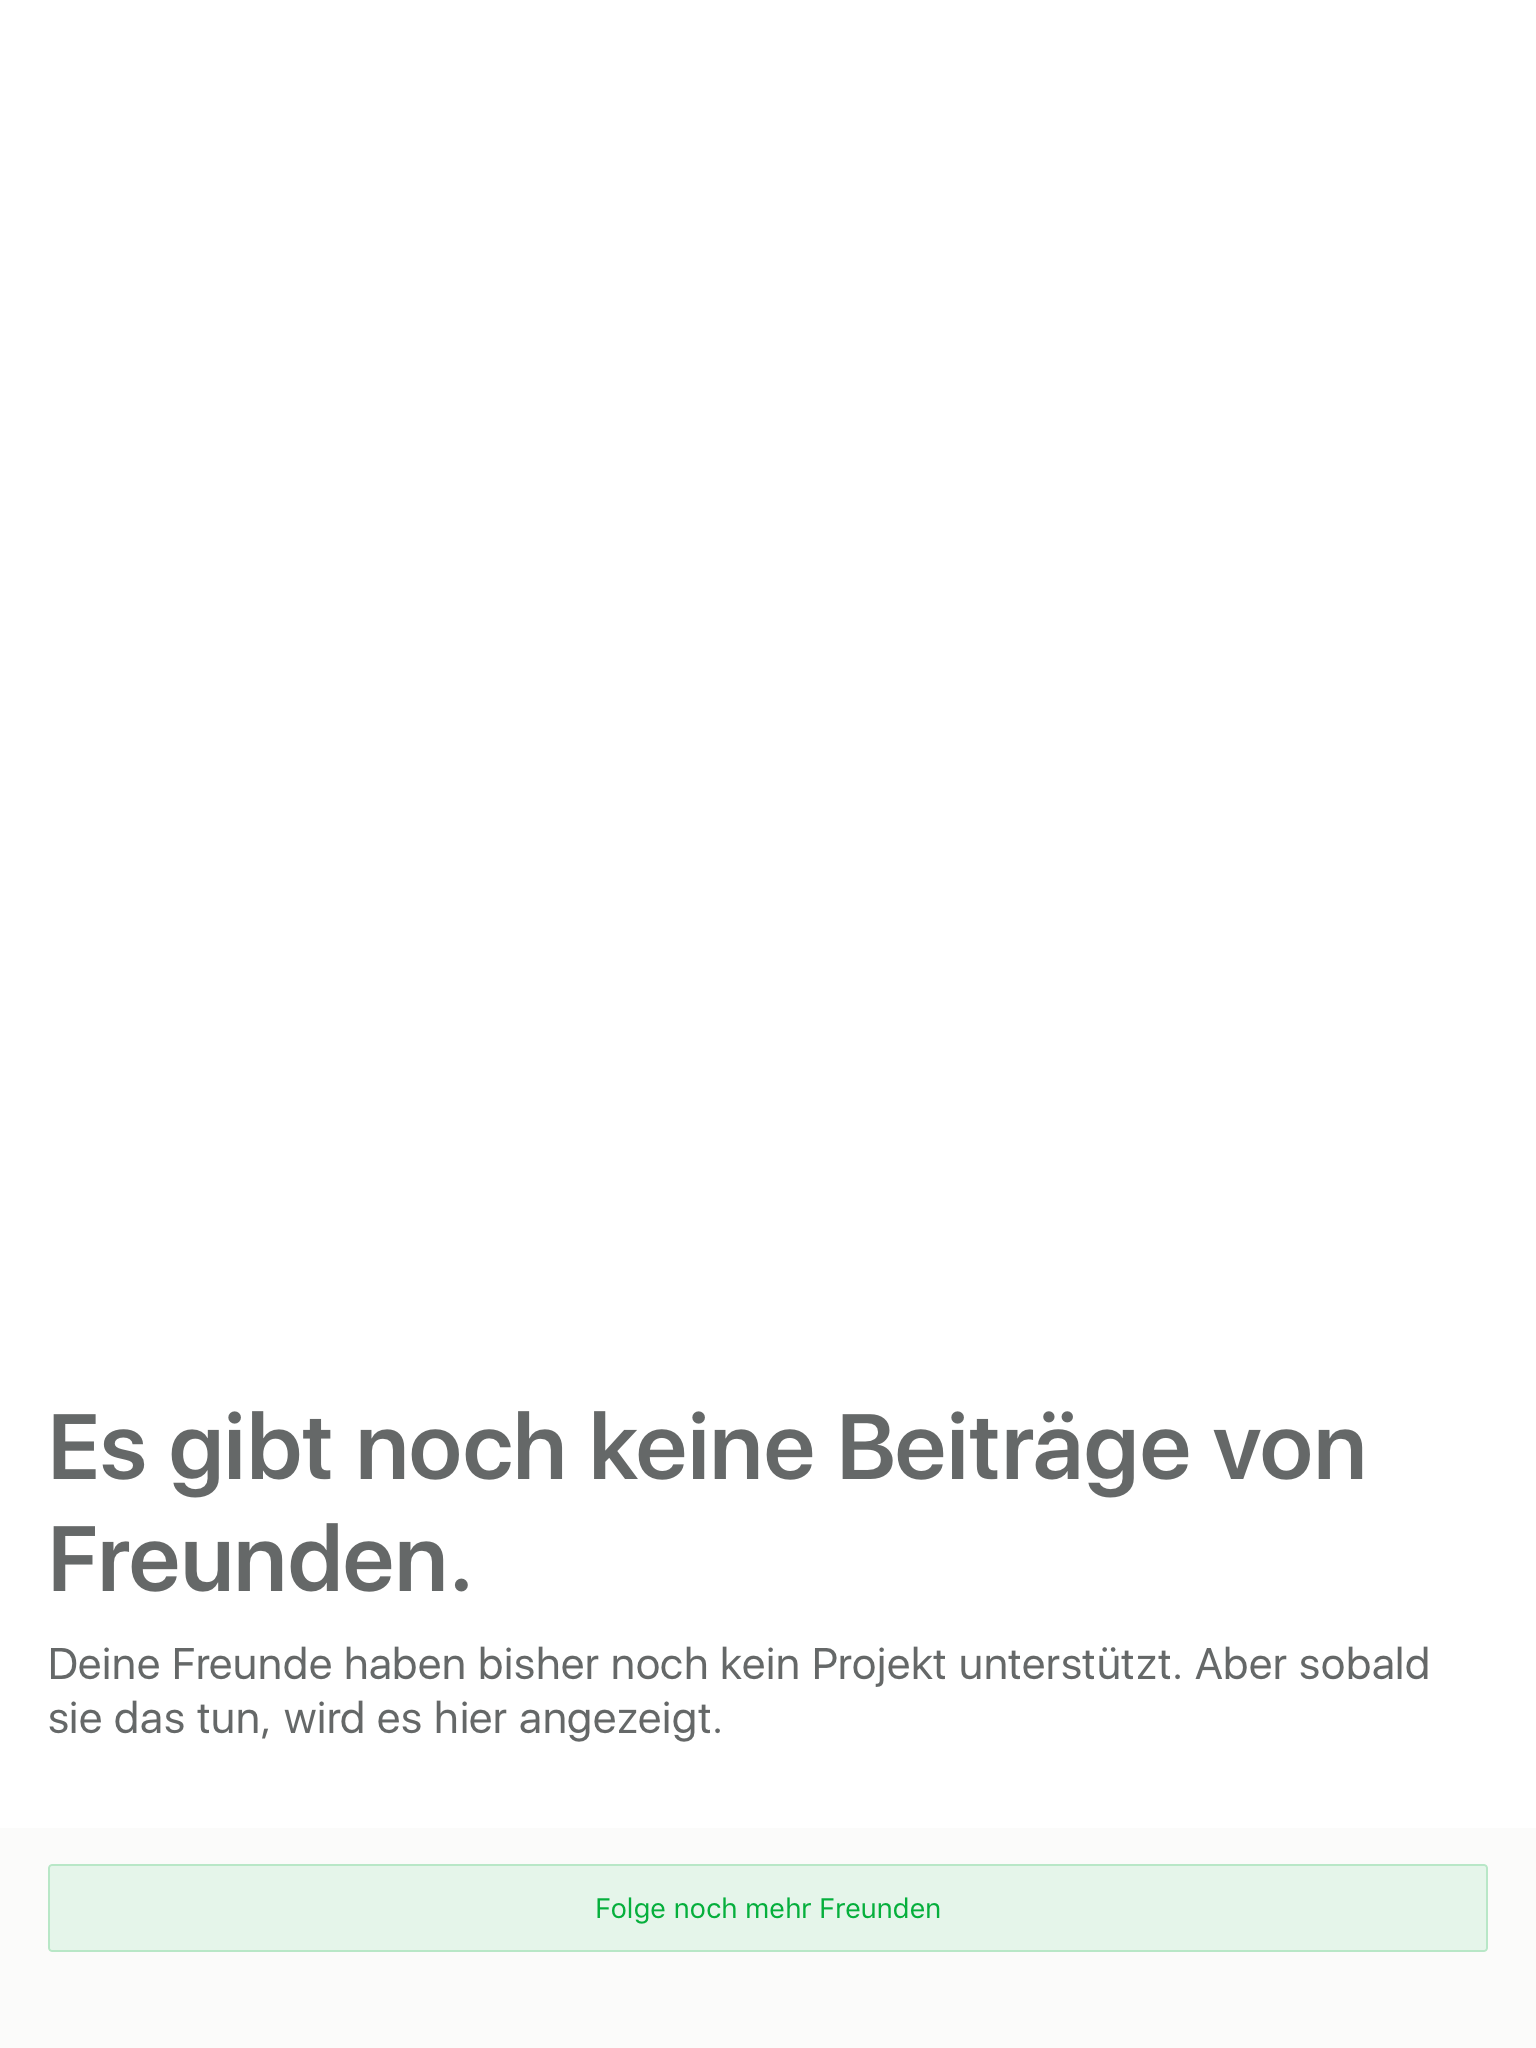 Es gibt noch keine Beiträge von
Freunden.
Deine Freunde haben bisher noch kein Projekt unterstützt. Aber sobald
sie das tun, wird es hier angezeigt.
Folge noch mehr Freunden